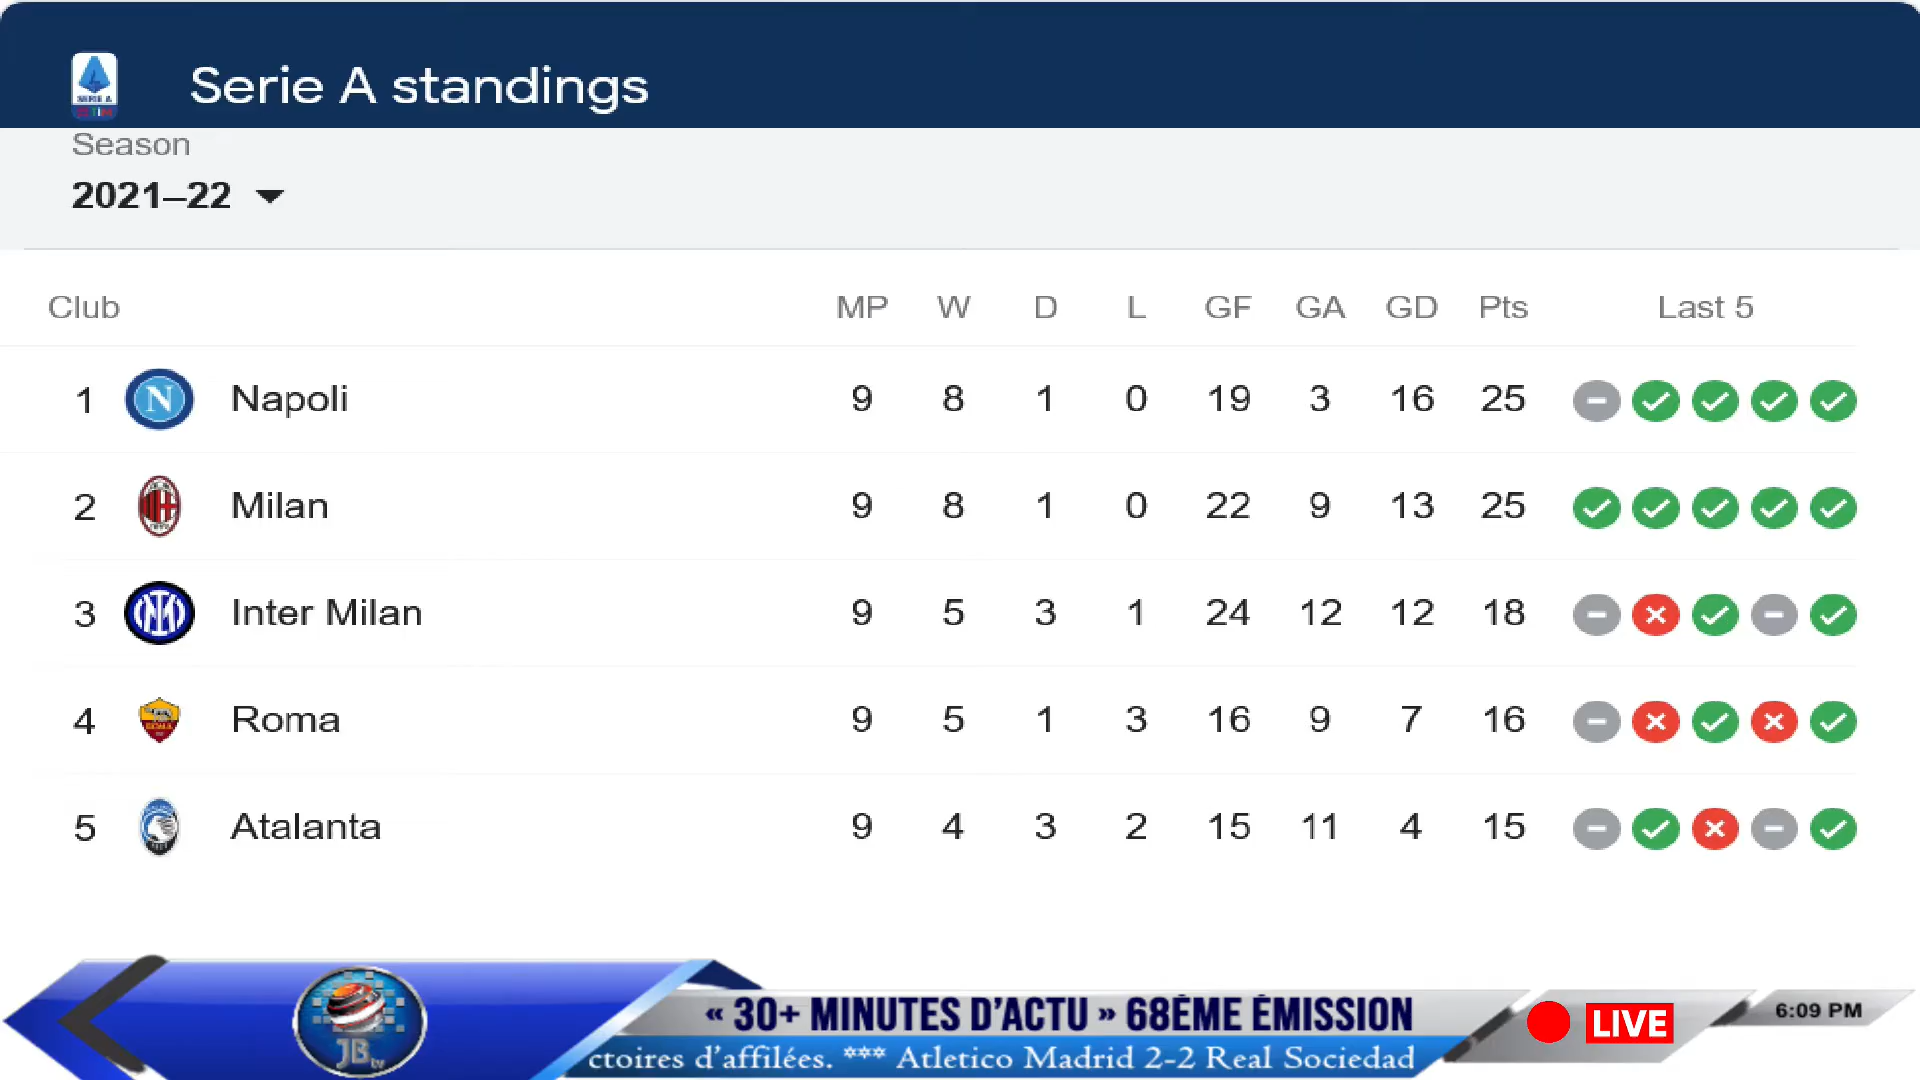 Serie A standings
Season
2021–22
Club MP W D L GF GA GD Pts Last 5
1 Napoli 9 8 1 0 19 3 16 25
2 Milan 9 8 1 0 22 9 13 25
3 Inter Milan 9 5 3 1 24 12 12 18
4 Roma 9 5 1 3 16 9 7 16
5 Atalanta 9 4 3 2 15 11 4 15
« 30+ MINUTES D'ACTU » 68ÈME ÉMISSION
LIVE
6:09 PM
JB tv
ctoires d'affilées. *** Atletico Madrid 2-2 Real Sociedad